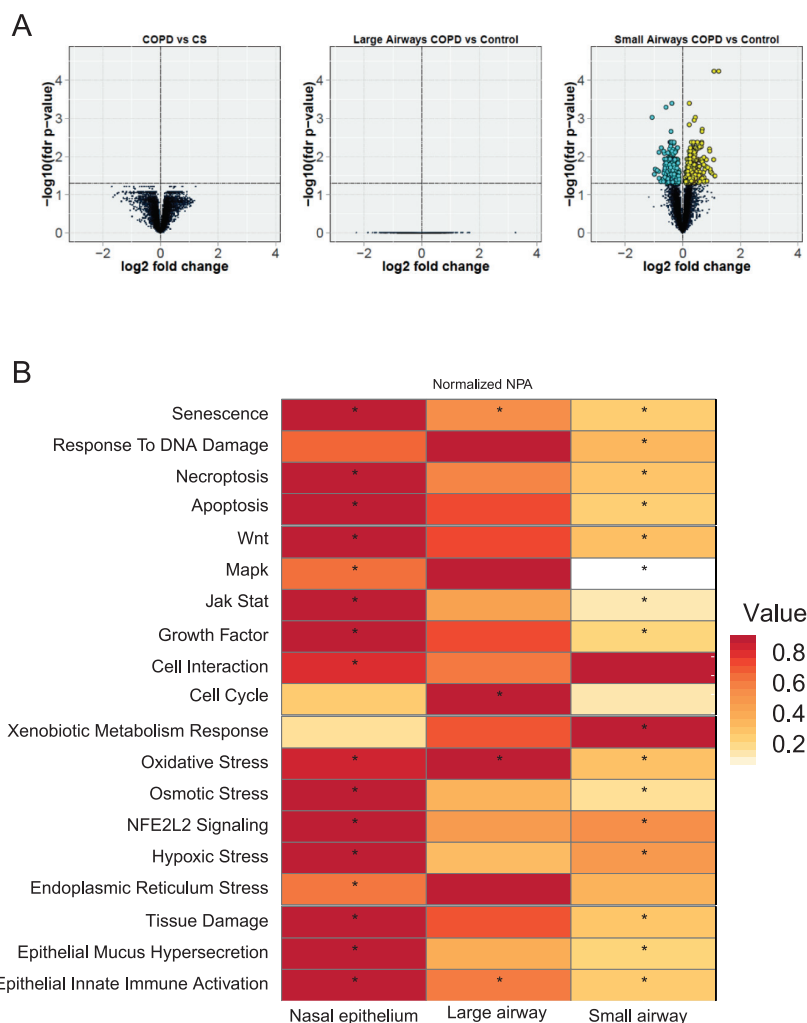 A
COPD vs CS
Large Airways COPD vs Control
Small Airways COPD vs Control
−log10(fdr p-value)
4
3
2
1
0
−2
0
2
4
log2 fold change
−log10(fdr p-value)
4
3
2
1
0
−2
0
2
4
log2 fold change
−log10(fdr p-value)
4
3
2
1
0
−2
0
2
4
log2 fold change
B
Normalized NPA
Senescence * * *
Response To DNA Damage *
Necroptosis * *
Apoptosis * *
Wnt * *
Mapk * *
Jak Stat * *
Growth Factor * *
Cell Interaction *
Cell Cycle *
Xenobiotic Metabolism Response *
Oxidative Stress * * *
Osmotic Stress * *
NFE2L2 Signaling * *
Hypoxic Stress * *
Endoplasmic Reticulum Stress *
Tissue Damage * *
Epithelial Mucus Hypersecretion * *
Epithelial Innate Immune Activation * * *
Nasal epithelium Large airway Small airway
Value
0.8
0.6
0.4
0.2